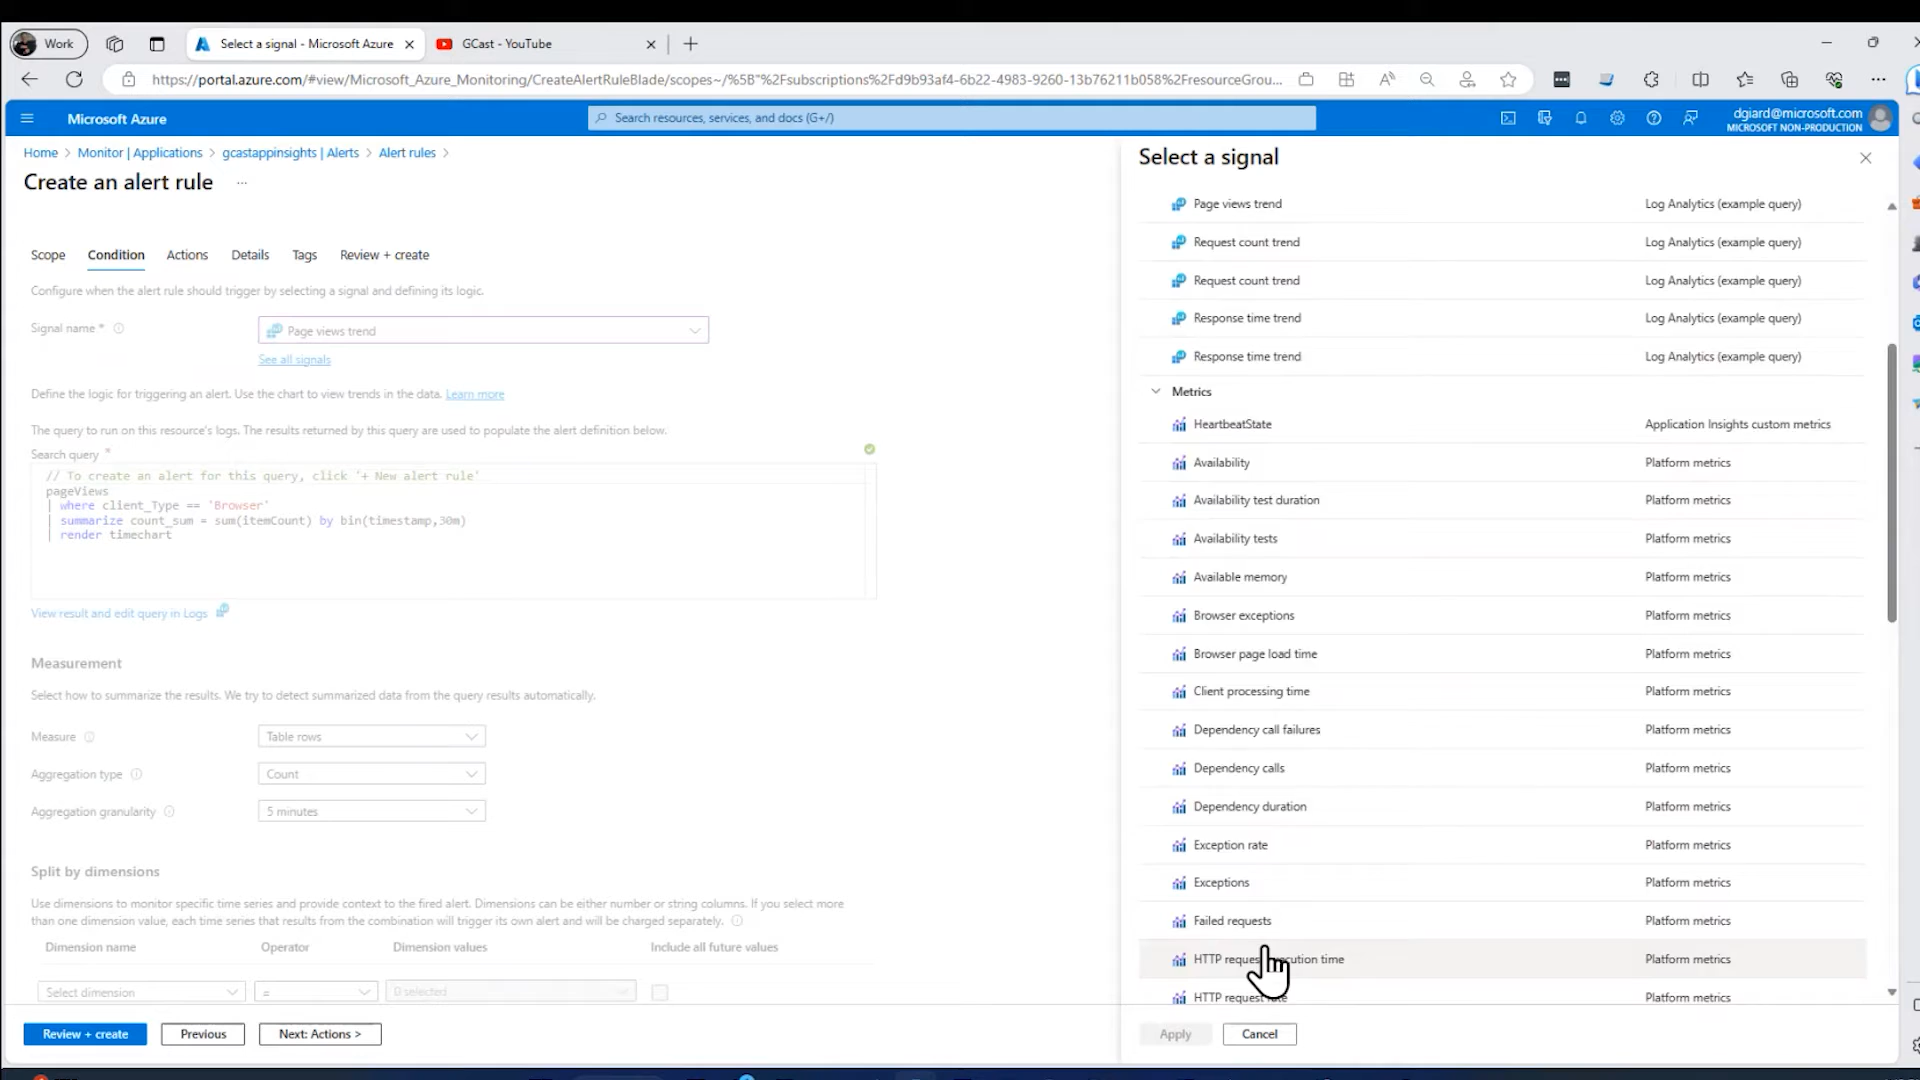 Work
Select a signal - Microsoft Azure
GCast - YouTube
https://portal.azure.com/#view/Microsoft_Azure_Monitoring/CreateAlertRuleBlade/scopes~/%5B"%2Fsubscriptions%2Fd9b93af4-6b22-4983-9260-13b76211b058%2FresourceGrou...
Microsoft Azure
Search resources, services, and docs (G+/)
dgiard@microsoft.com
MICROSOFT NON-PRODUCTION
Home > Monitor | Applications > gcastappinsights | Alerts > Alert rules >
Create an alert rule ...
Scope Condition Actions Details Tags Review + create
Configure when the alert rule should trigger by selecting a signal and defining its logic.
Signal name *
Page views trend
See all signals
Define the logic for triggering an alert. Use the chart to view trends in the data. Learn more
The query to run on this resource's logs. The results returned by this query are used to populate the alert definition below.
Search query *
// To create an alert for this query, click '+ New alert rule'
pageViews
| where client_Type == 'Browser'
| summarize count_sum = sum(itemCount) by bin(timestamp,30m)
| render timechart
View result and edit query in Logs
Measurement
Select how to summarize the results. We try to detect summarized data from the query results automatically.
Measure
Table rows
Aggregation type
Count
Aggregation granularity
5 minutes
Split by dimensions
Use dimensions to monitor specific time series and provide context to the fired alert. Dimensions can be either number or string columns. If you select more
than one dimension value, each time series that results from the combination will trigger its own alert and will be charged separately.
Dimension name Operator Dimension values Include all future values
Select dimension = 0 selected
Review + create Previous Next: Actions >
Select a signal
Page views trend Log Analytics (example query)
Request count trend Log Analytics (example query)
Request count trend Log Analytics (example query)
Response time trend Log Analytics (example query)
Response time trend Log Analytics (example query)
Metrics
HeartbeatState Application Insights custom metrics
Availability Platform metrics
Availability test duration Platform metrics
Availability tests Platform metrics
Available memory Platform metrics
Browser exceptions Platform metrics
Browser page load time Platform metrics
Client processing time Platform metrics
Dependency call failures Platform metrics
Dependency calls Platform metrics
Dependency duration Platform metrics
Exception rate Platform metrics
Exceptions Platform metrics
Failed requests Platform metrics
HTTP request execution time Platform metrics
HTTP request rate Platform metrics
Apply Cancel